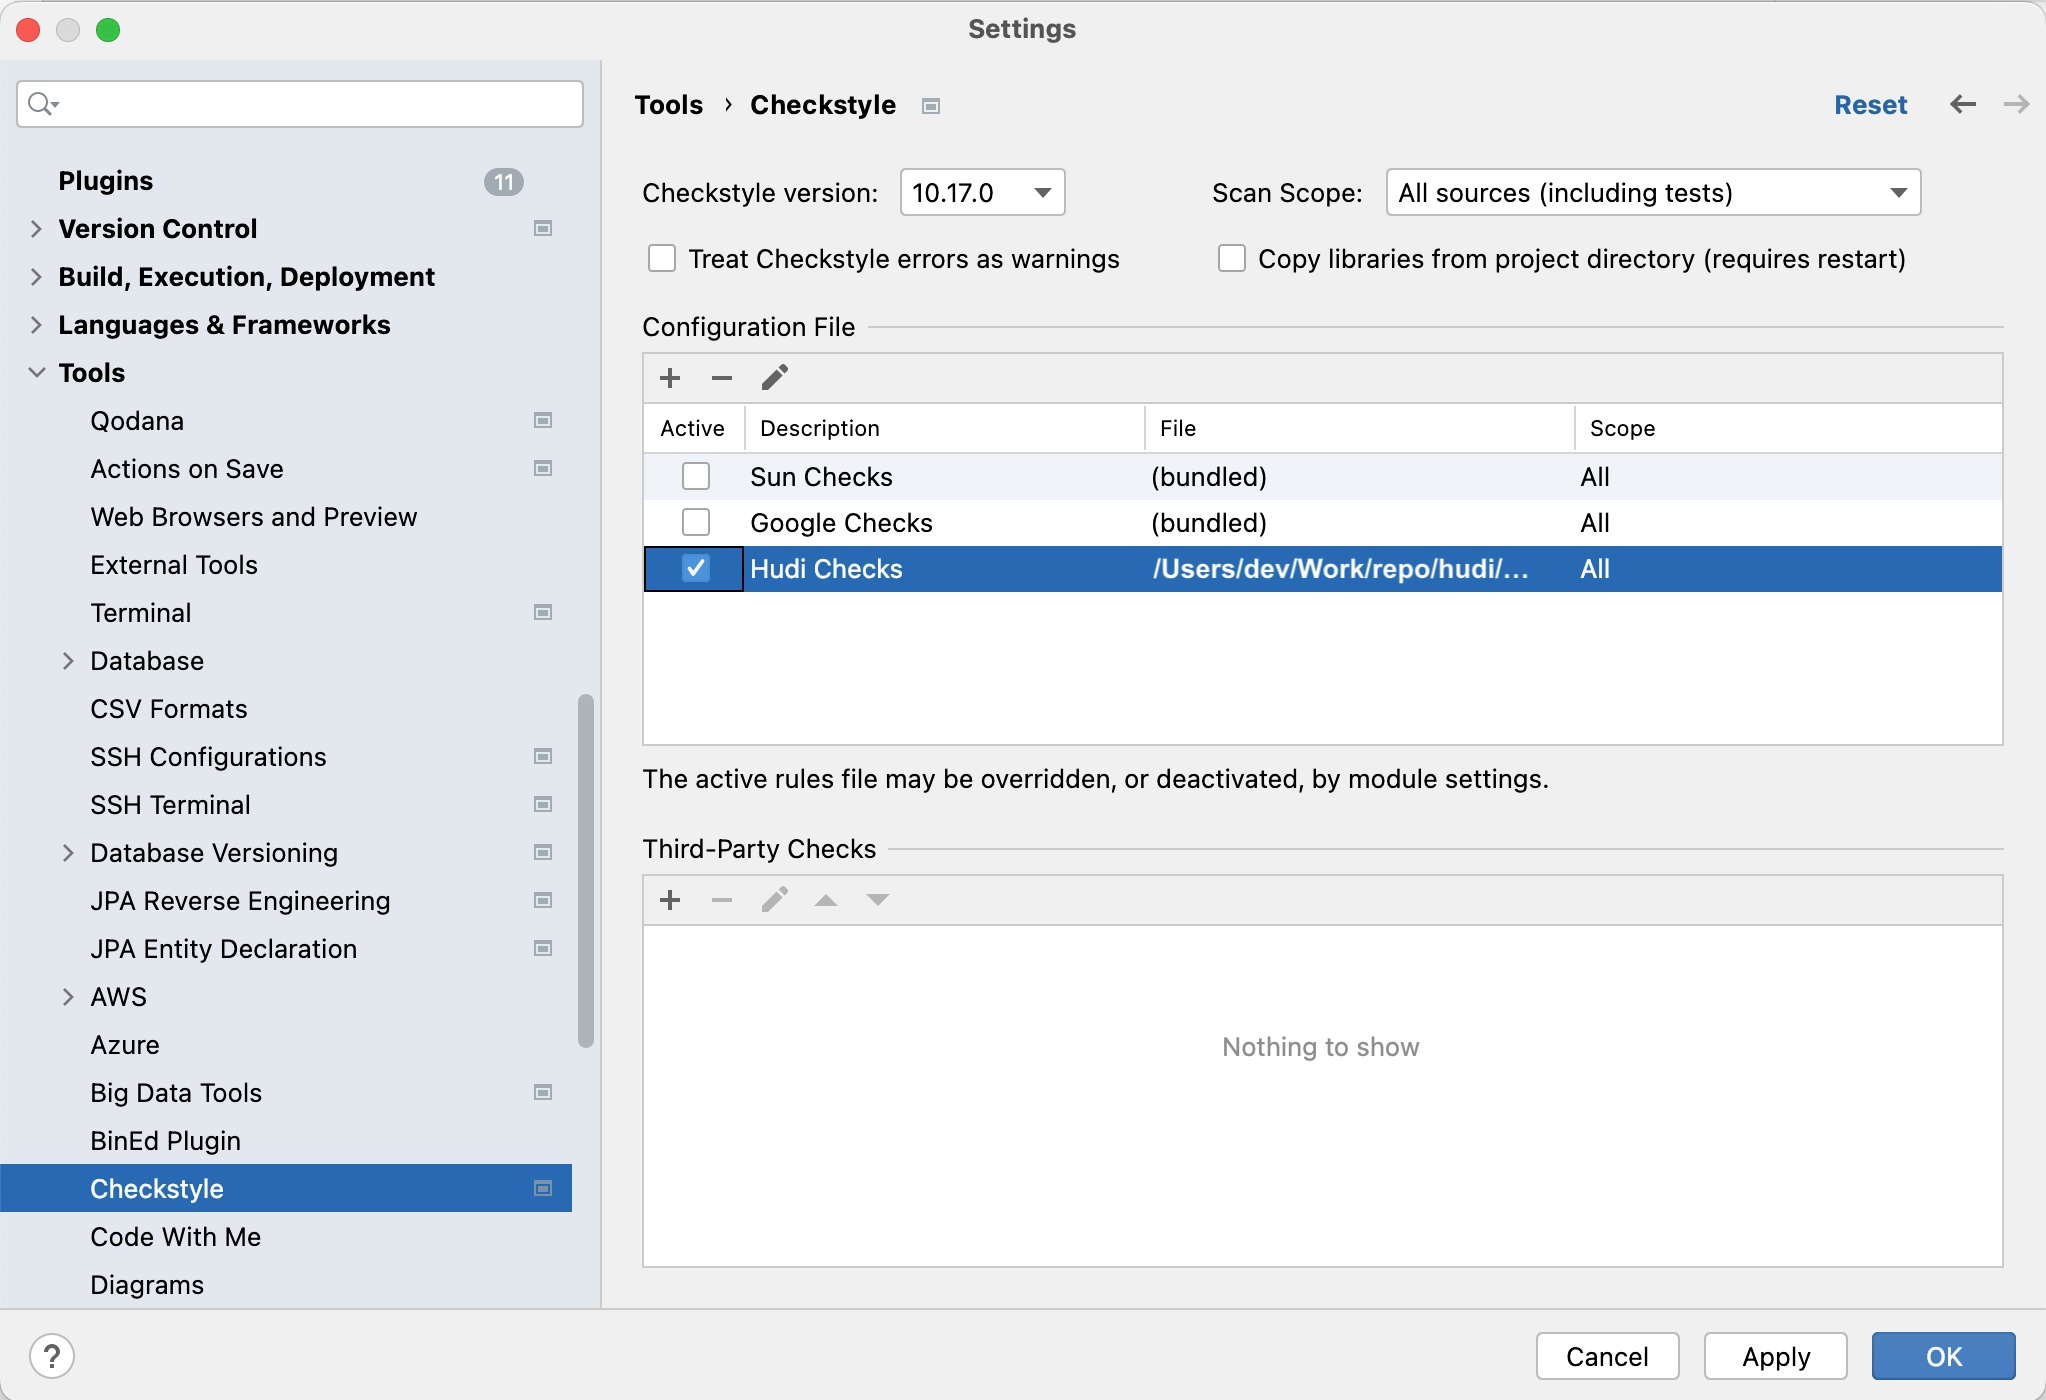 Settings
Plugins 11
Version Control
Build, Execution, Deployment
Languages & Frameworks
Tools
Qodana
Actions on Save
Web Browsers and Preview
External Tools
Terminal
Database
CSV Formats
SSH Configurations
SSH Terminal
Database Versioning
JPA Reverse Engineering
JPA Entity Declaration
AWS
Azure
Big Data Tools
BinEd Plugin
Checkstyle
Code With Me
Diagrams
Tools › Checkstyle Reset
Checkstyle version: 10.17.0 Scan Scope: All sources (including tests)
Treat Checkstyle errors as warnings Copy libraries from project directory (requires restart)
Configuration File
Active Description File Scope
Sun Checks (bundled) All
Google Checks (bundled) All
Hudi Checks /Users/dev/Work/repo/hudi/... All
The active rules file may be overridden, or deactivated, by module settings.
Third-Party Checks
Nothing to show
? Cancel Apply OK